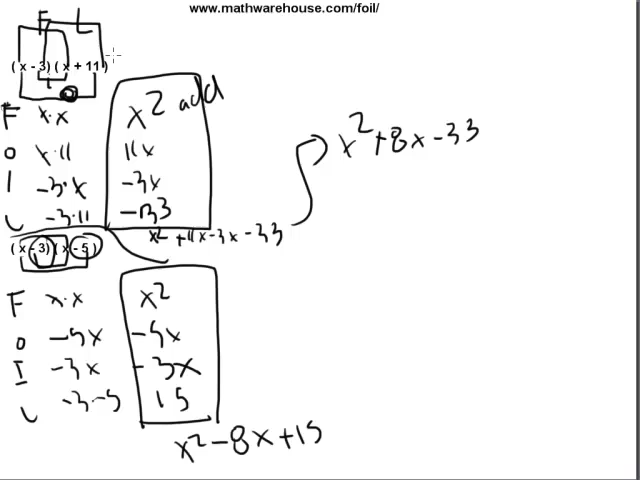 www.mathwarehouse.com/foil/
F L
(x - 3)(x + 11)
I
O
add
F x·x x²
O x·11 11x
I -3·x -3x
L -3·11 -33
x² + 11x - 3x - 33
x² + 8x - 33
(x - 3)(x - 5)
F x·x x²
O -5x -5x
I -3x -3x
L -3·-5 15
x² - 8x + 15